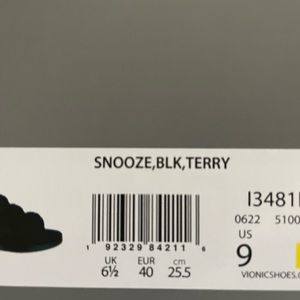 SNOOZE,BLK,TERRY
I3481
0622 5100
US
9
1 92329 84211 6
UK EUR cm
6½ 40 25.5
VIONICSHOES.